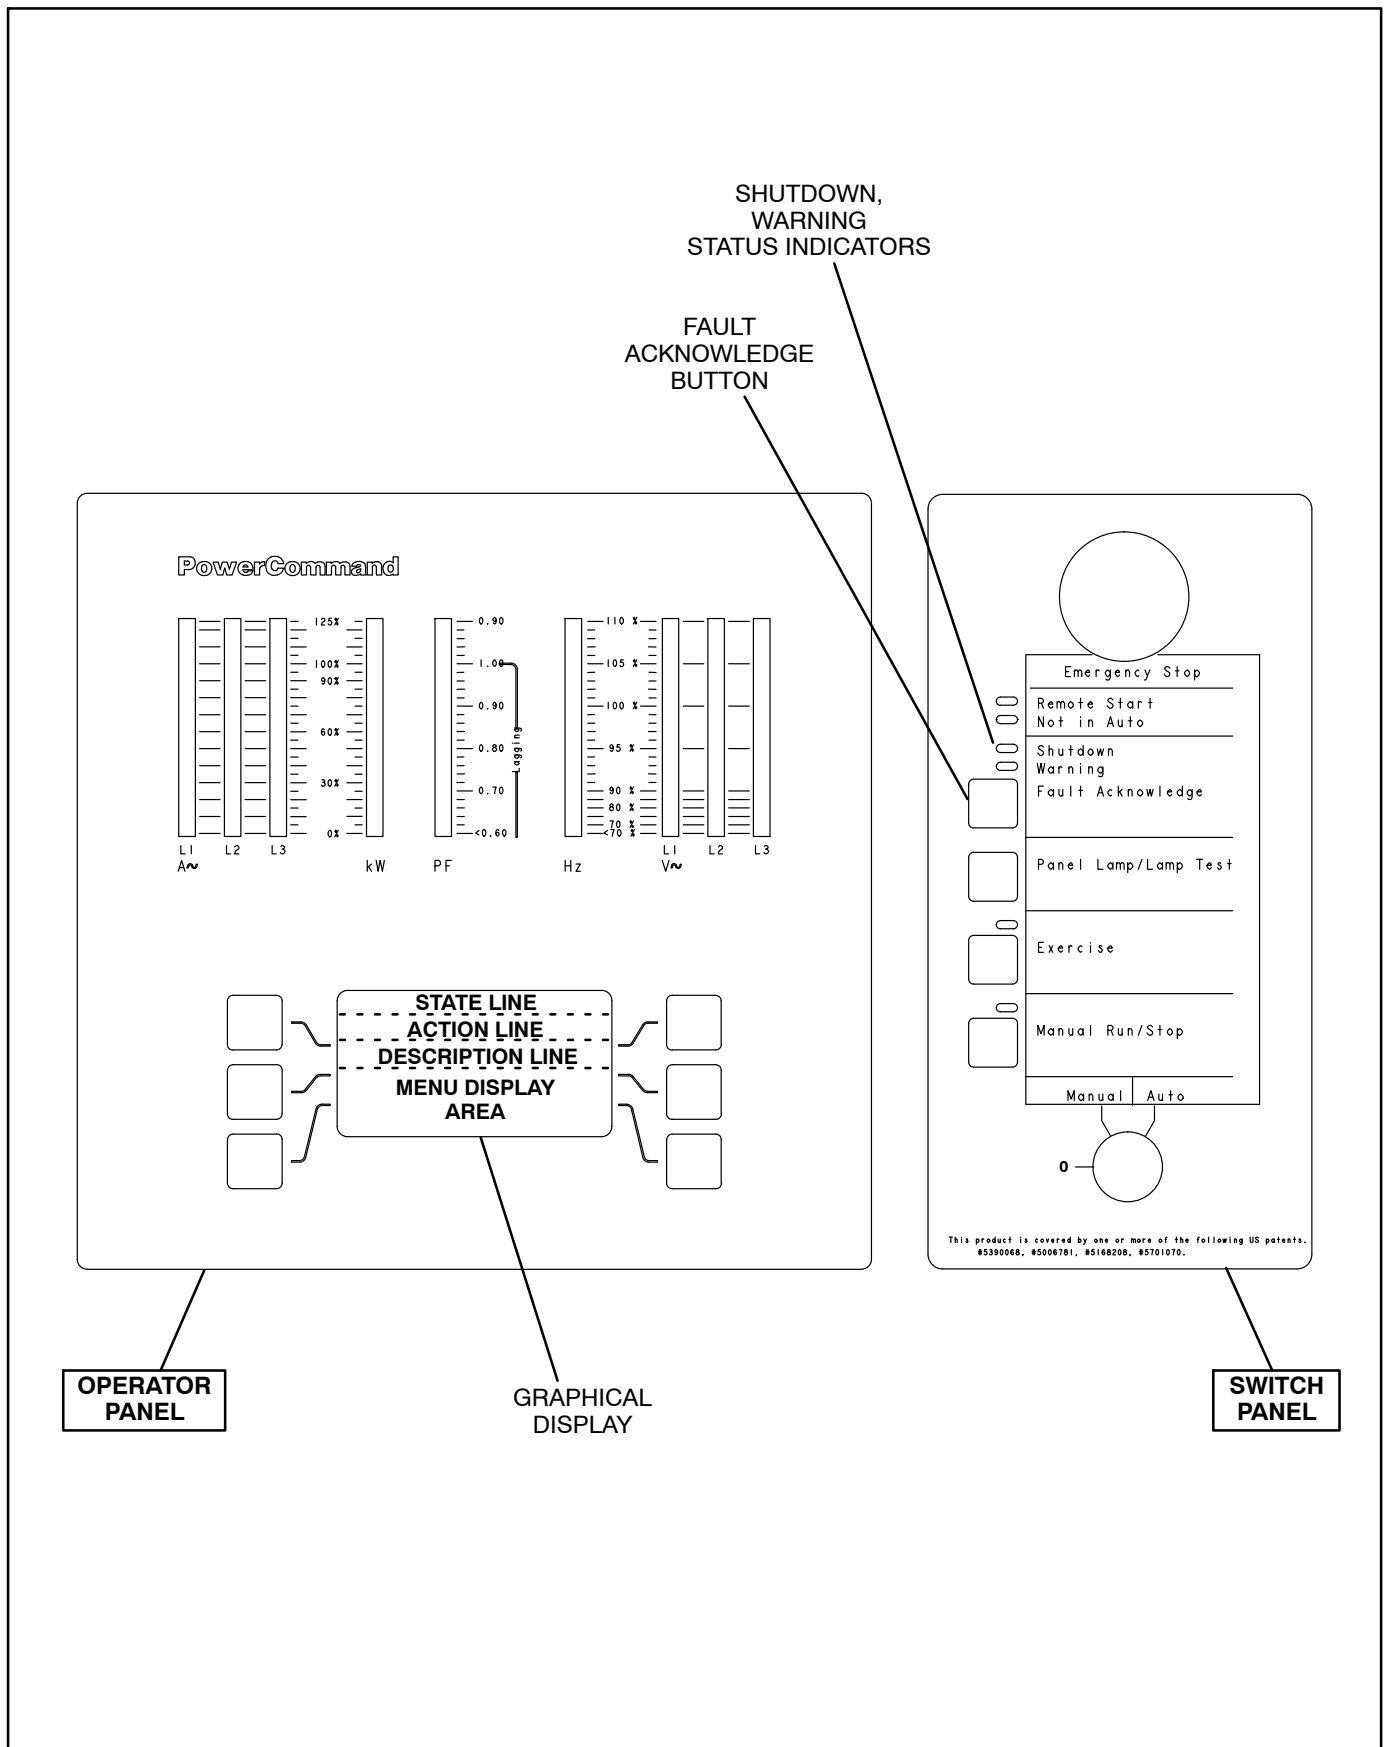 SHUTDOWN,
WARNING
STATUS INDICATORS
FAULT
ACKNOWLEDGE
BUTTON
PowerCommand
125%
100%
90%
60%
30%
0%
L1 L2 L3
A~ kW
0.90
1.00
0.90
0.80
0.70
<0.60
Lagging
PF
110 %
105 %
100 %
95 %
90 %
80 %
70 %
<70 %
Hz
L1 L2 L3
V~
STATE LINE
ACTION LINE
DESCRIPTION LINE
MENU DISPLAY
AREA
Emergency Stop
Remote Start
Not in Auto
Shutdown
Warning
Fault Acknowledge
Panel Lamp/Lamp Test
Exercise
Manual Run/Stop
Manual Auto
0
This product is covered by one or more of the following US patents.
#5390068, #5006781, #5168208, #5701070.
OPERATOR
PANEL
GRAPHICAL
DISPLAY
SWITCH
PANEL